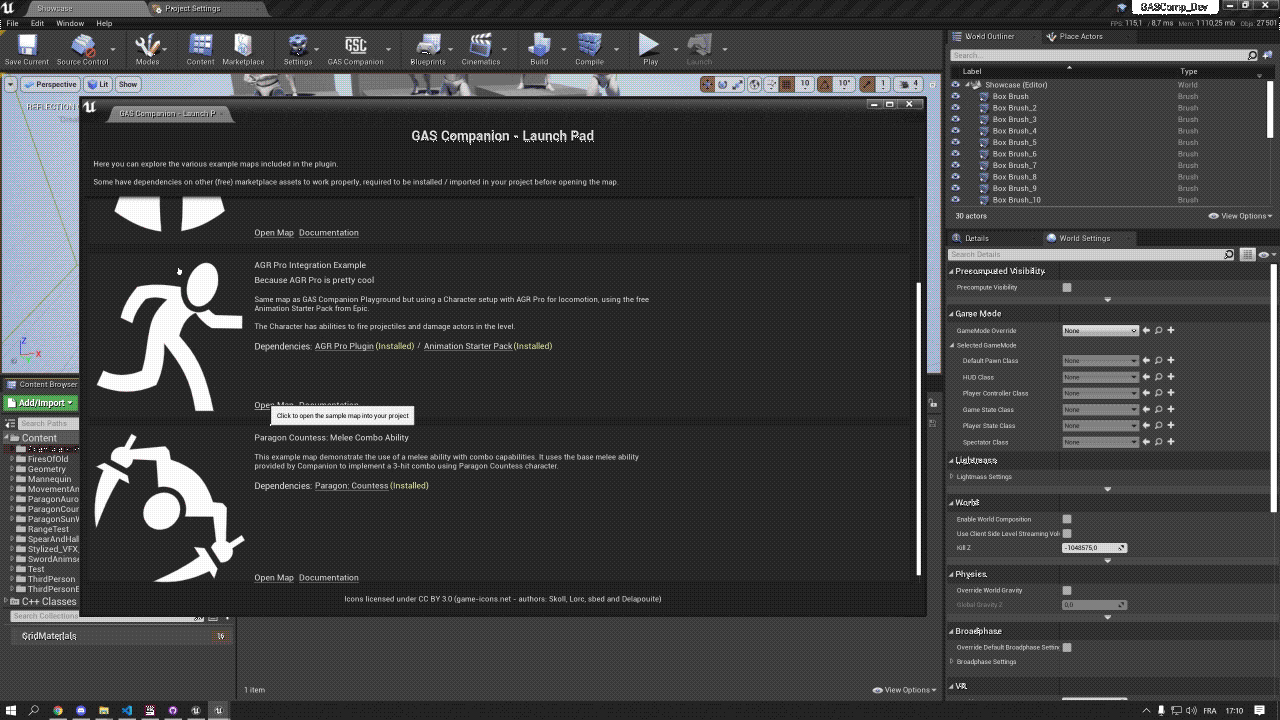 Showcase
Project Settings
GASComp_Dev
File Edit Window Help
FPS: 115,1 / 8,7 ms Mem: 1 110,25 mb Objs: 27 501
Save Current
Source Control
Modes
Content
Marketplace
Settings
GSC
GAS Companion
Blueprints
Cinematics
Build
Compile
Play
Launch
World Outliner
Place Actors
Search...
Label
Type
Showcase (Editor) World
Box Brush Brush
Box Brush_2 Brush
Box Brush_3 Brush
Box Brush_4 Brush
Box Brush_5 Brush
Box Brush_6 Brush
Box Brush_7 Brush
Box Brush_8 Brush
Box Brush_9 Brush
Box Brush_10 Brush
30 actors
View Options
Perspective
Lit
Show
10
10°
1
4
REFLECTION
Z
X
GAS Companion - Launch P
GAS Companion - Launch Pad
Here you can explore the various example maps included in the plugin.
Some have dependencies on other (free) marketplace assets to work properly, required to be installed / imported in your project before opening the map.
Open Map Documentation
AGR Pro Integration Example
Because AGR Pro is pretty cool
Same map as GAS Companion Playground but using a Character setup with AGR Pro for locomotion, using the free
Animation Starter Pack from Epic.
The Character has abilities to fire projectiles and damage actors in the level.
Dependencies: AGR Pro Plugin (Installed) / Animation Starter Pack (Installed)
Open Map Documentation
Click to open the sample map into your project
Paragon Countess: Melee Combo Ability
This example map demonstrate the use of a melee ability with combo capabilities. It uses the base melee ability
provided by Companion to implement a 3-hit combo using Paragon Countess character.
Dependencies: Paragon: Countess (Installed)
Open Map Documentation
Icons licensed under CC BY 3.0 (game-icons.net - authors: Skoll, Lorc, sbed and Delapouite)
Content Browser
Add/Import
Search Paths
Content
FiresOfOld
Geometry
Mannequin
MovementAn
ParagonAuro
ParagonCour
ParagonSunW
RangeTest
SpearAndHal
Stylized_VFX_
SwordAnimse
Test
ThirdPerson
ThirdPersonE
C++ Classes
Search Collections
GridMaterials 16
1 item
View Options
Details
World Settings
Search Details
Precomputed Visibility
Precompute Visibility
Game Mode
GameMode Override None
Selected GameMode
Default Pawn Class None
HUD Class None
Player Controller Class None
Game State Class None
Player State Class None
Spectator Class None
Lightmass
Lightmass Settings
World
Enable World Composition
Use Client Side Level Streaming Vol
Kill Z -1048575,0
Physics
Override World Gravity
Global Gravity Z 0,0
Broadphase
Override Default Broadphase Settin
Broadphase Settings
VR
FRA 17:10